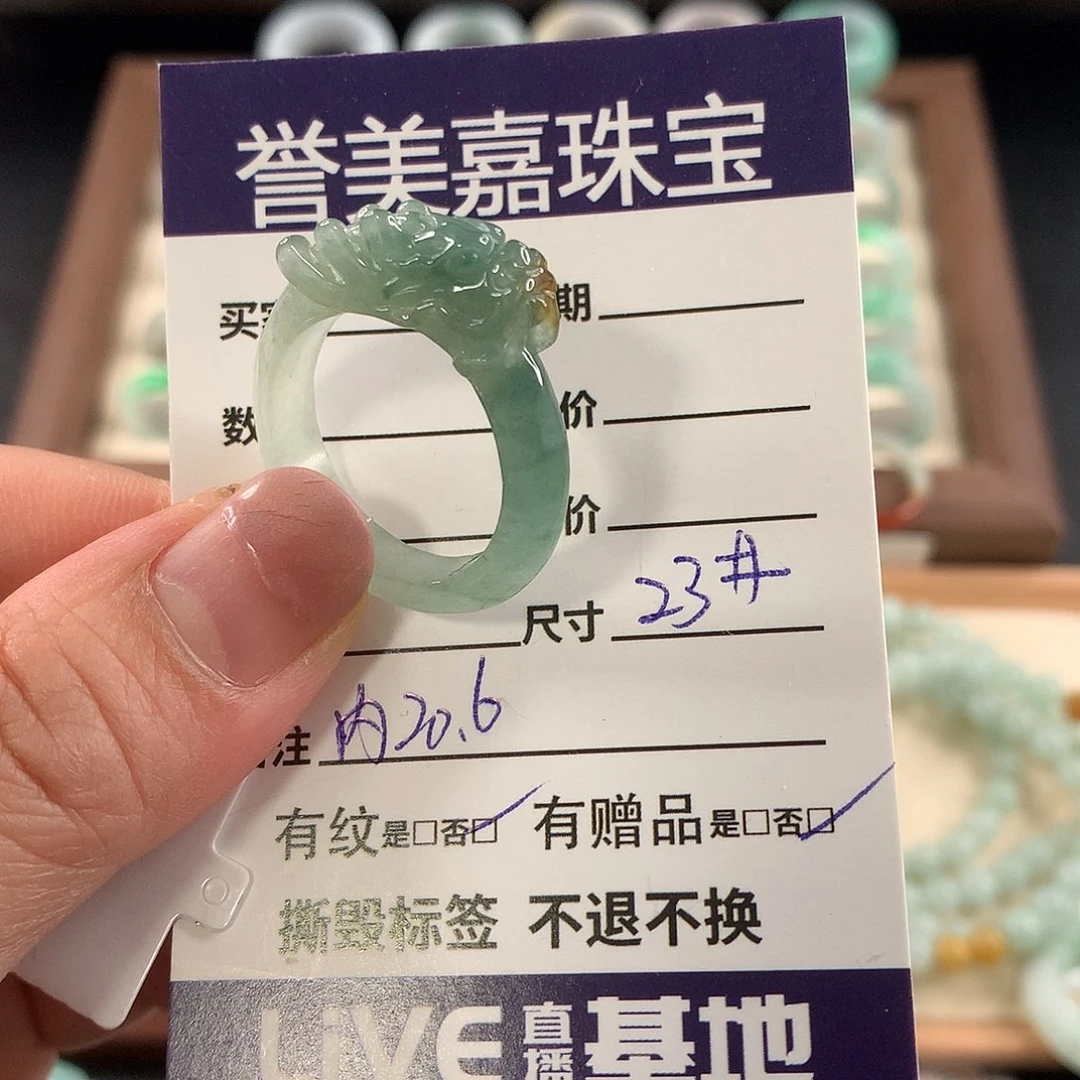 誉美嘉珠宝
买 期
数 价
价
尺寸 23#
注 内20.6
有纹 是□否☑ 有赠品 是□否☑
撕毁标签 不退不换
LiVE 直播 基地